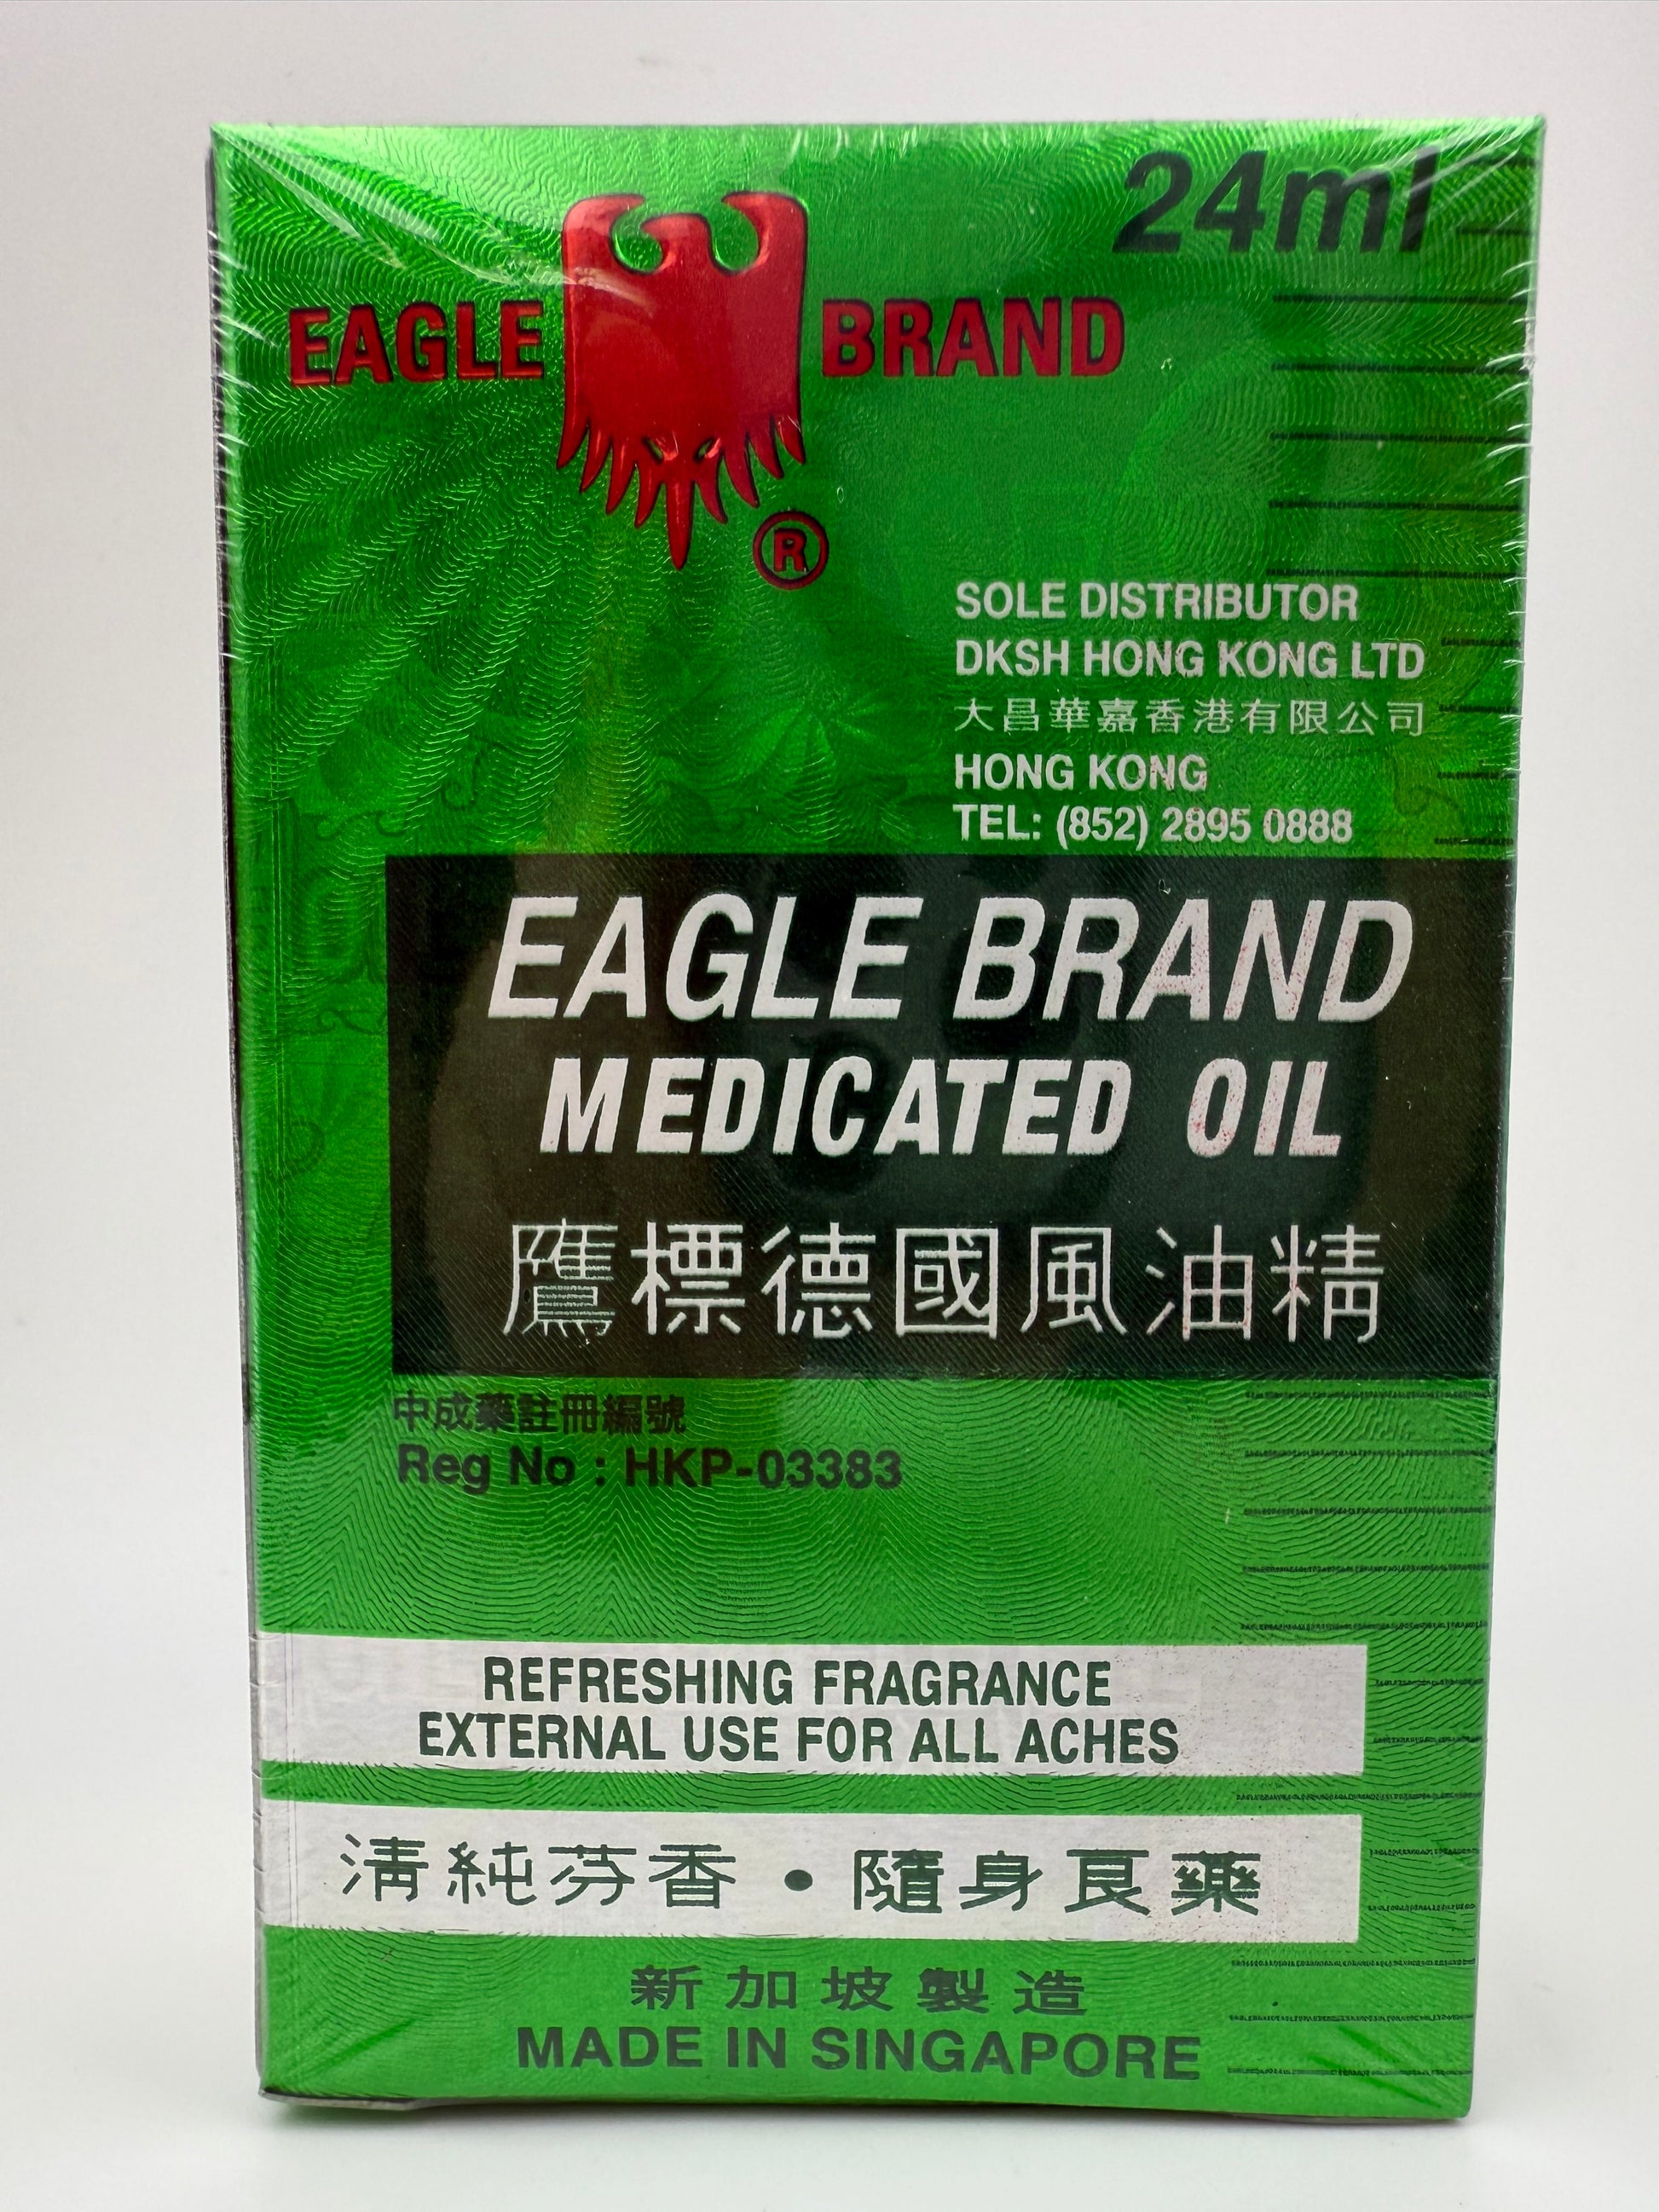 24ml
EAGLE BRAND
®
SOLE DISTRIBUTOR
DKSH HONG KONG LTD
大昌華嘉香港有限公司
HONG KONG
TEL: (852) 2895 0888
EAGLE BRAND
MEDICATED OIL
鷹標德國風油精
中成藥註冊編號
Reg No : HKP-03383
REFRESHING FRAGRANCE
EXTERNAL USE FOR ALL ACHES
清純芬香•隨身良藥
新加坡製造
MADE IN SINGAPORE